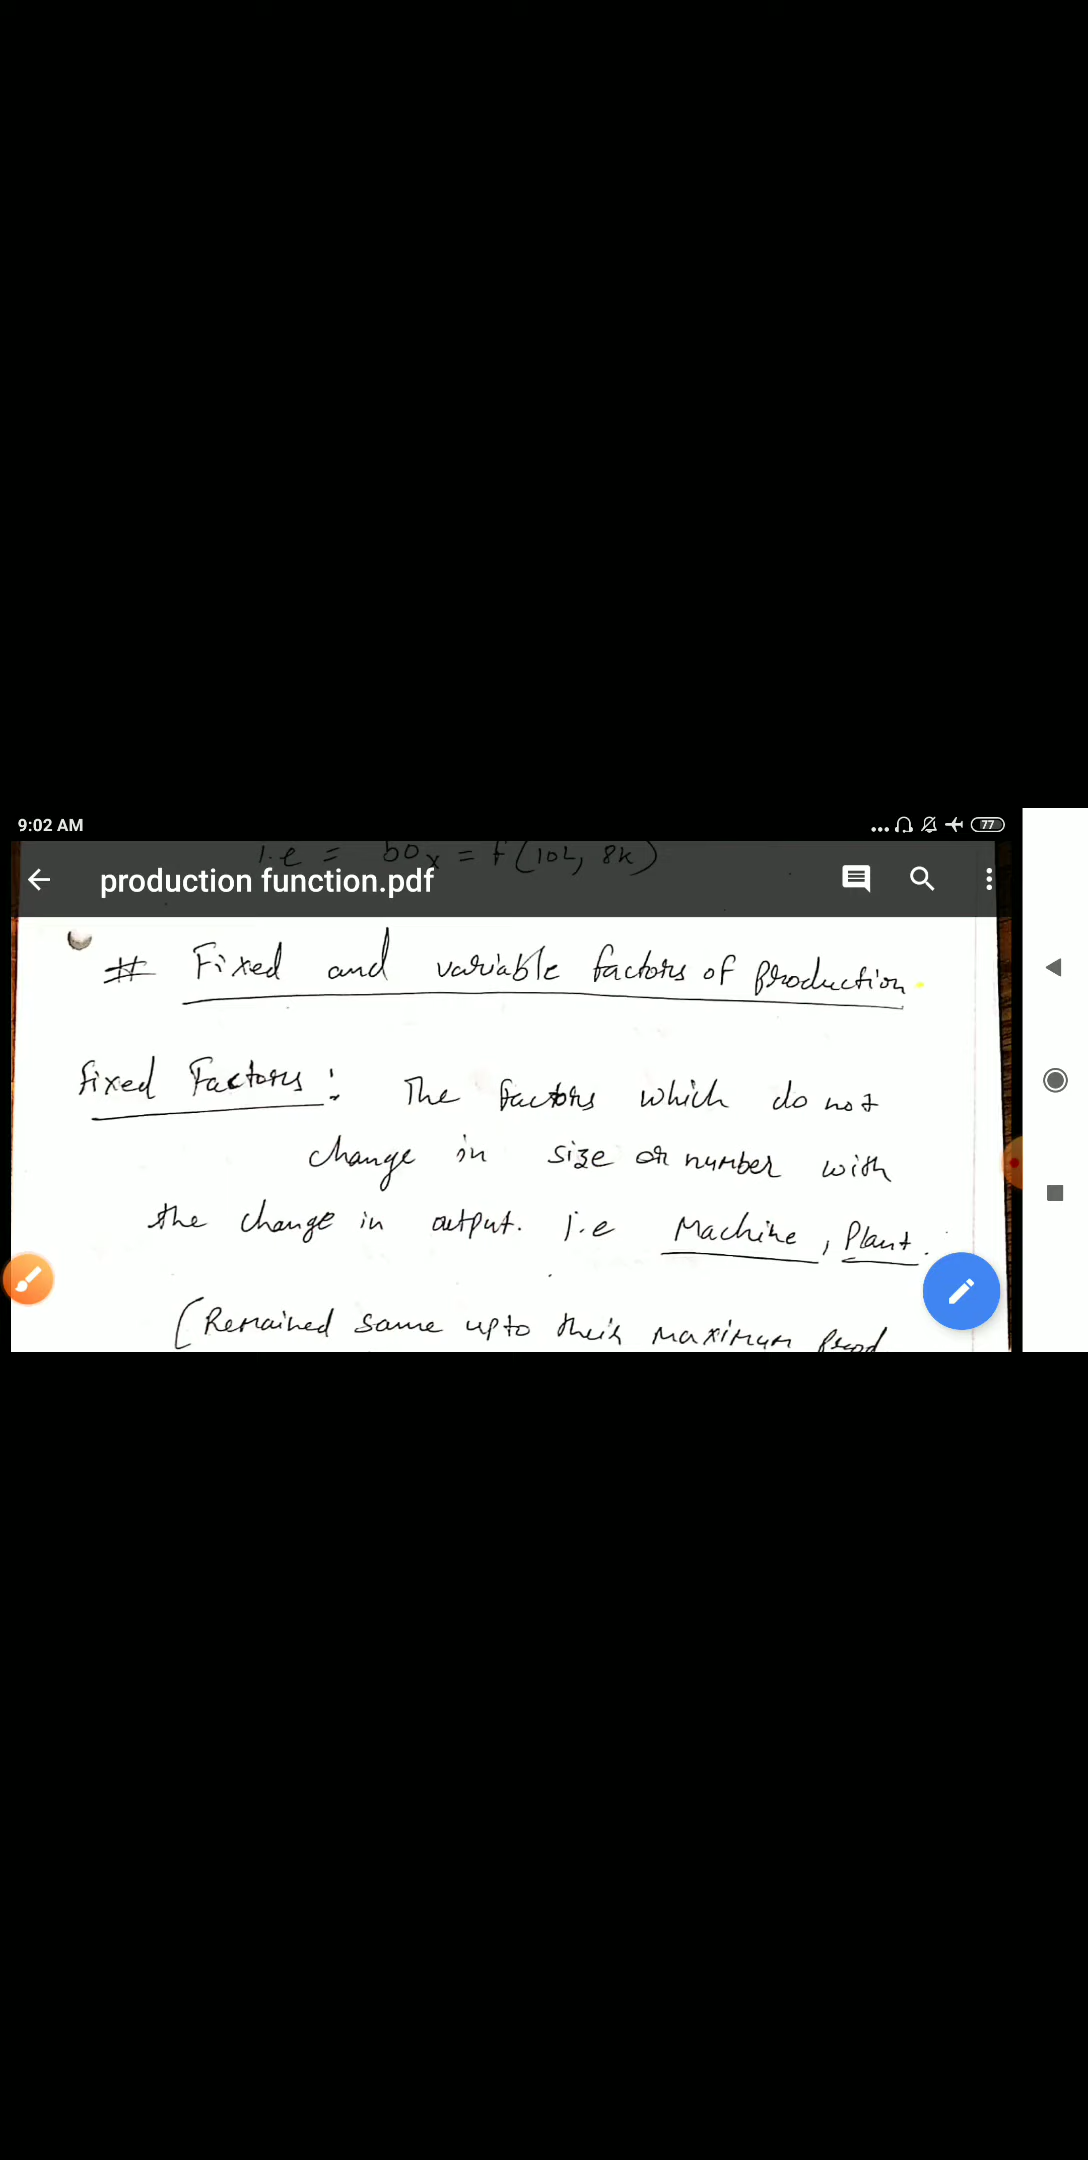 9:02 AM
... 77
i.e = 60x = f(10L, 8K)
production function.pdf
# Fixed and variable factors of production.
Fixed Factors: The factors which do not
change in size or number with
the change in output. i.e Machine, Plant.
(Remained same upto their maximum prod